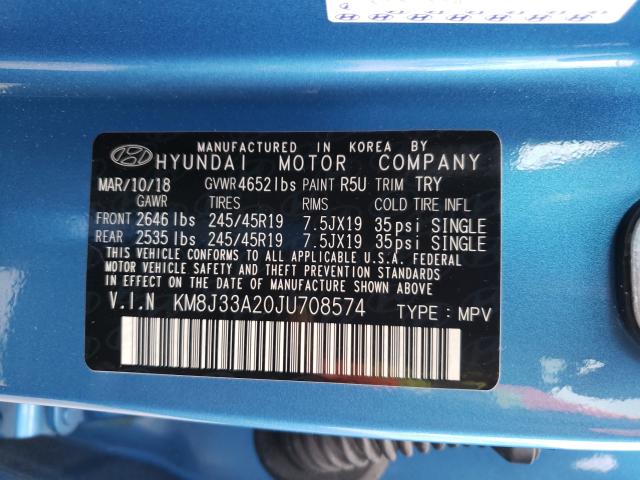 MANUFACTURED IN KOREA BY
HYUNDAI MOTOR COMPANY
MAR/10/18 GVWR 4652lbs PAINT R5U TRIM TRY
GAWR TIRES RIMS COLD TIRE INFO
FRONT 2646 lbs 245/45R19 7.5JX19 35psi SINGLE
REAR 2535 lbs 245/45R19 7.5JX19 35psi SINGLE
THIS VEHICLE CONFORMS TO ALL APPLICABLE U.S.A. FEDERAL
MOTOR VEHICLE SAFETY AND THEFT PREVENTION STANDARDS
IN EFFECT ON THE DATE OF MANUFACTURE SHOWN ABOVE.
V.I.N KM8J33A20JU708574 TYPE : MPV